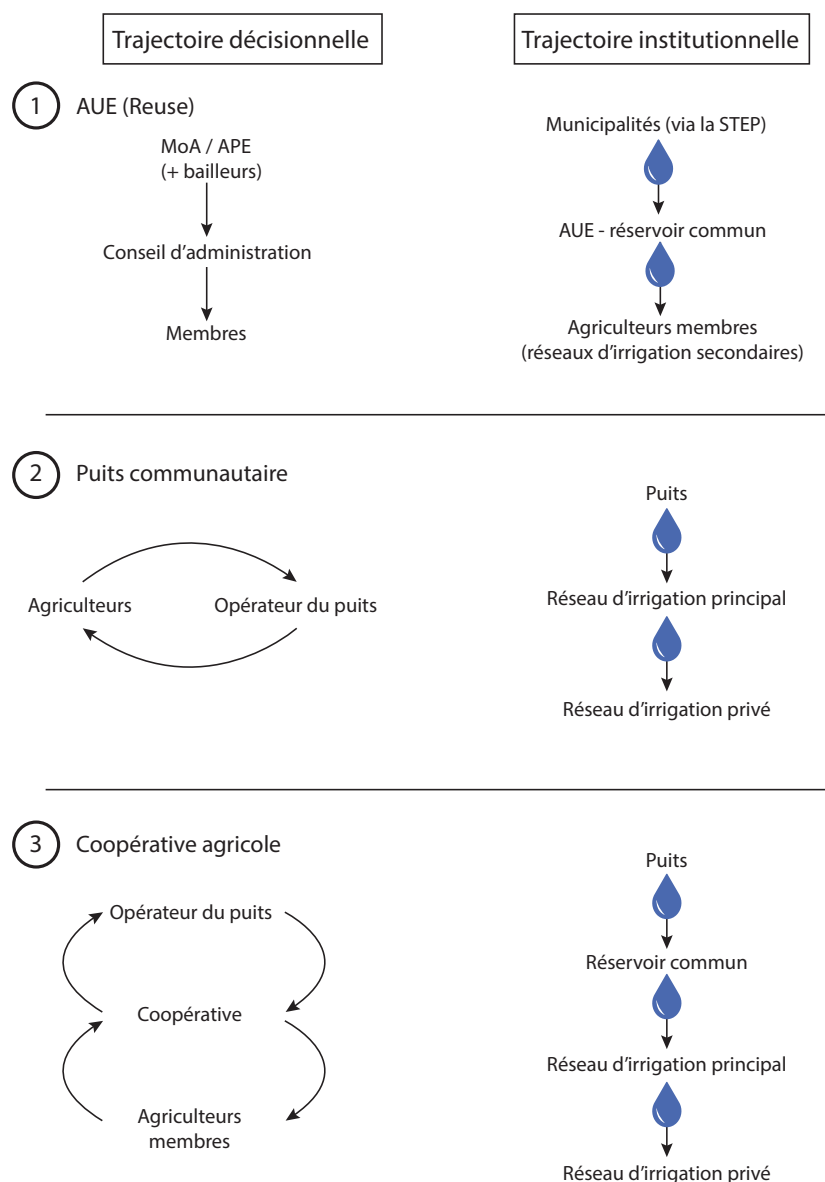 Trajectoire décisionnelle
Trajectoire institutionnelle
1
AUE (Reuse)
MoA / APE
(+ bailleurs)
Conseil d'administration
Membres
Municipalités (via la STEP)
AUE - réservoir commun
Agriculteurs membres
(réseaux d'irrigation secondaires)
2
Puits communautaire
Agriculteurs
Opérateur du puits
Puits
Réseau d'irrigation principal
Réseau d'irrigation privé
3
Coopérative agricole
Opérateur du puits
Coopérative
Agriculteurs
membres
Puits
Réservoir commun
Réseau d'irrigation principal
Réseau d'irrigation privé